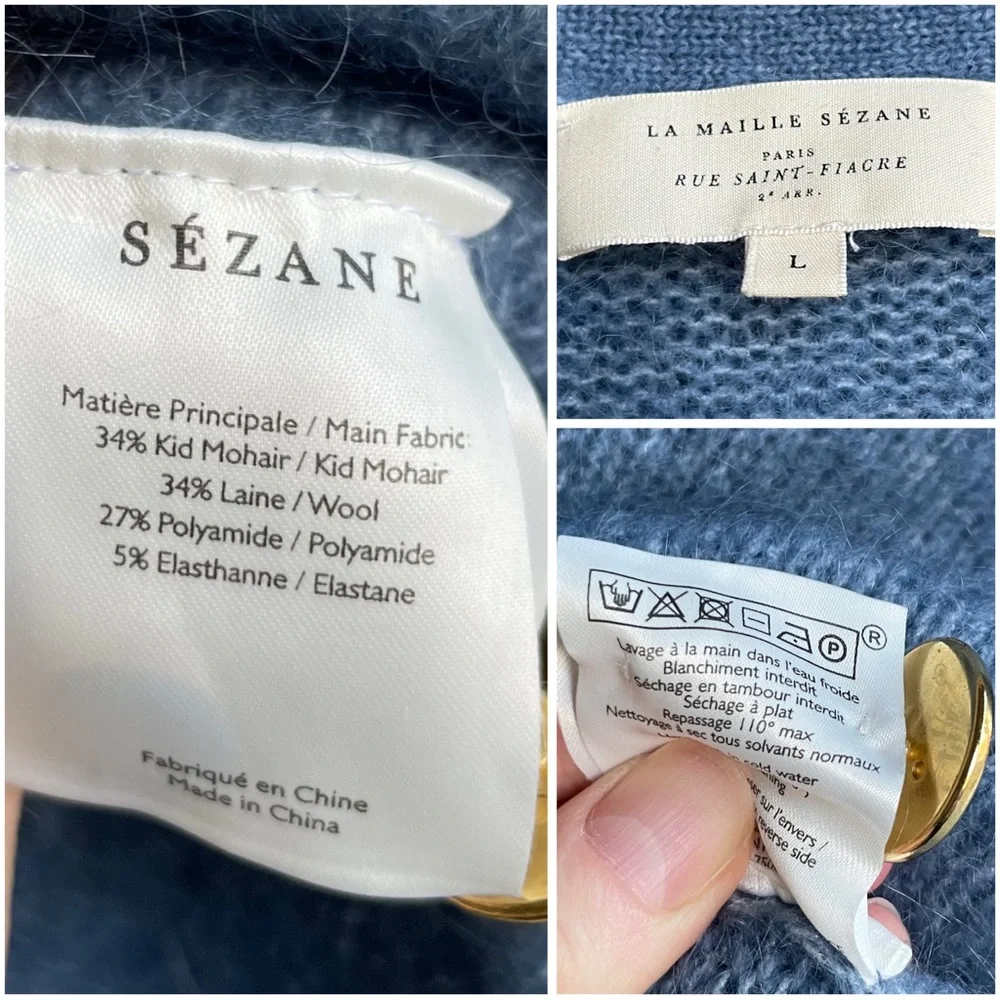 SÉZANE
Matière Principale / Main Fabric:
34% Kid Mohair / Kid Mohair
34% Laine / Wool
27% Polyamide / Polyamide
5% Elasthanne / Elastane
Fabriqué en Chine
Made in China
LA MAILLE SÉZANE
PARIS
RUE SAINT-FIACRE
2e ARR.
L
P ®
Lavage à la main dans l'eau froide
Blanchiment interdit
Séchage en tambour interdit
Séchage à plat
Repassage 110° max
Nettoyage à sec tous solvants normaux
cold water
sur l'envers /
reverse side